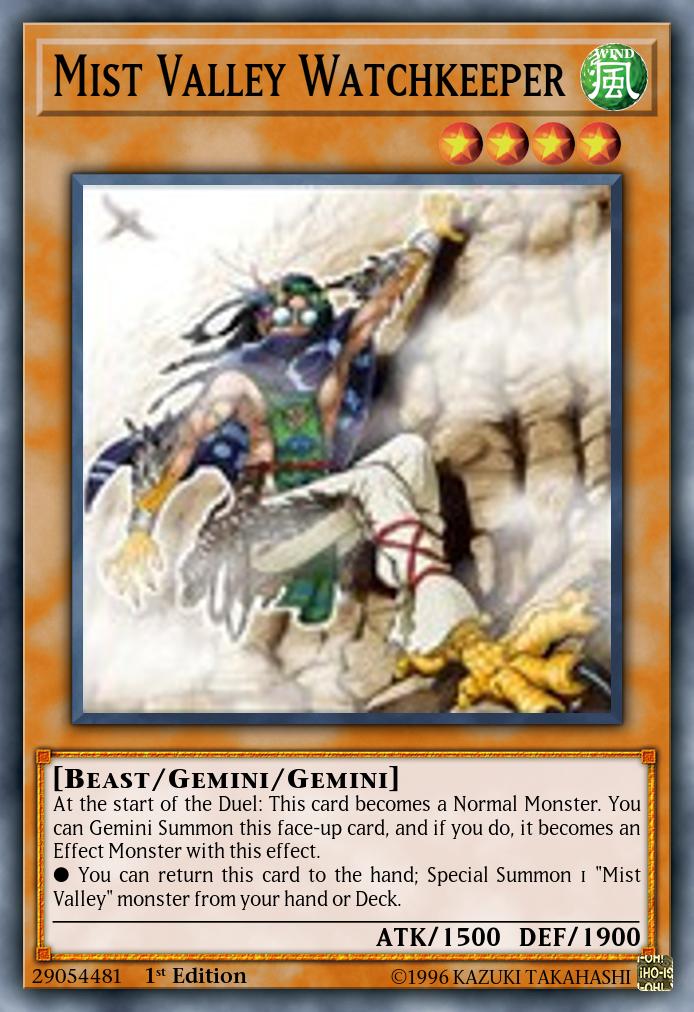 MIST VALLEY WATCHKEEPER
WIND
風
[BEAST/GEMINI/GEMINI]
At the start of the Duel: This card becomes a Normal Monster. You
can Gemini Summon this face-up card, and if you do, it becomes an
Effect Monster with this effect.
● You can return this card to the hand; Special Summon 1 "Mist
Valley" monster from your hand or Deck.
ATK/1500 DEF/1900
29054481 1st Edition ©1996 KAZUKI TAKAHASHI